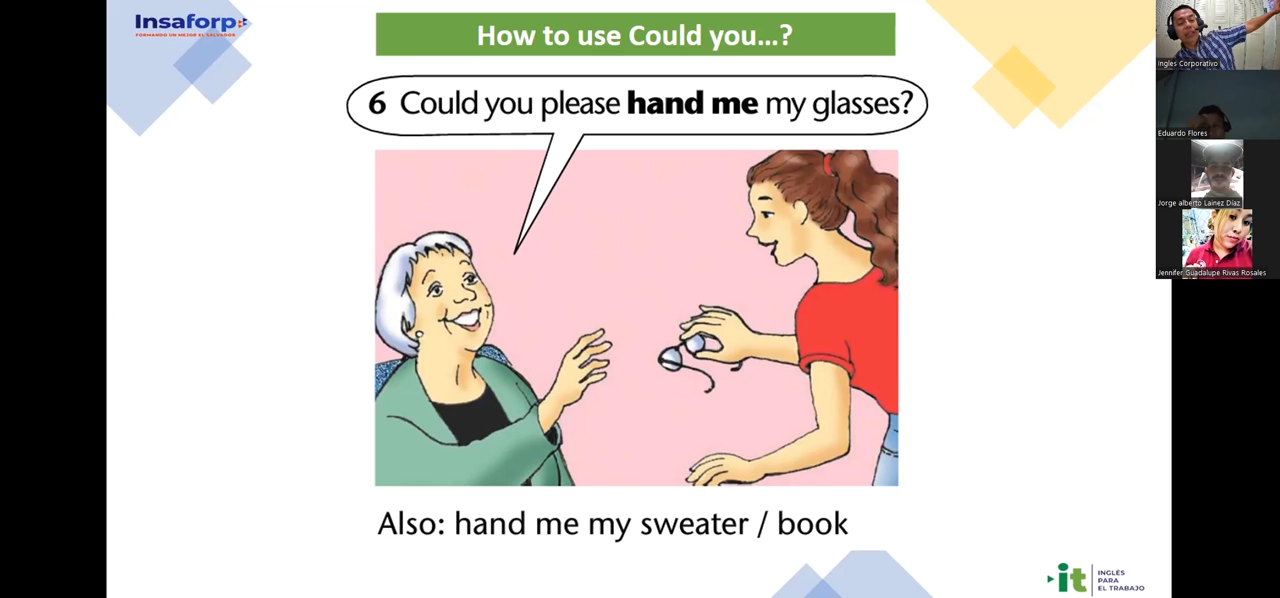 Insaforp
FORMANDO UN MEJOR EL SALVADOR
How to use Could you...?
6 Could you please hand me my glasses?
Also: hand me my sweater / book
it
INGLÉS
PARA
EL TRABAJO
Ingles Corporativo
Eduardo Flores
Jorge alberto Lainez Díaz
Jennifer Guadalupe Rivas Rosales